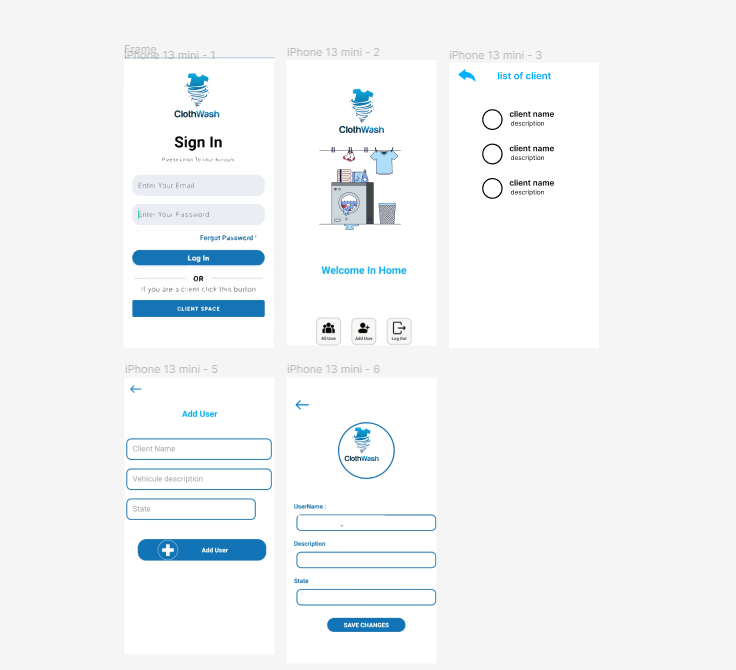 Frame
iPhone 13 mini - 1
ClothWash
Sign In
Please Login To Your Account
Enter Your Email
Enter Your Password
Forgot Password ?
Log In
OR
If you are a client click this button
CLIENT SPACE
iPhone 13 mini - 2
ClothWash
Welcome In Home
All User
Add User
Log Out
iPhone 13 mini - 3
list of client
client name
description
client name
description
client name
description
iPhone 13 mini - 5
Add User
Client Name
Vehicule description
State
Add User
iPhone 13 mini - 6
ClothWash
UserName :
Description
State
SAVE CHANGES